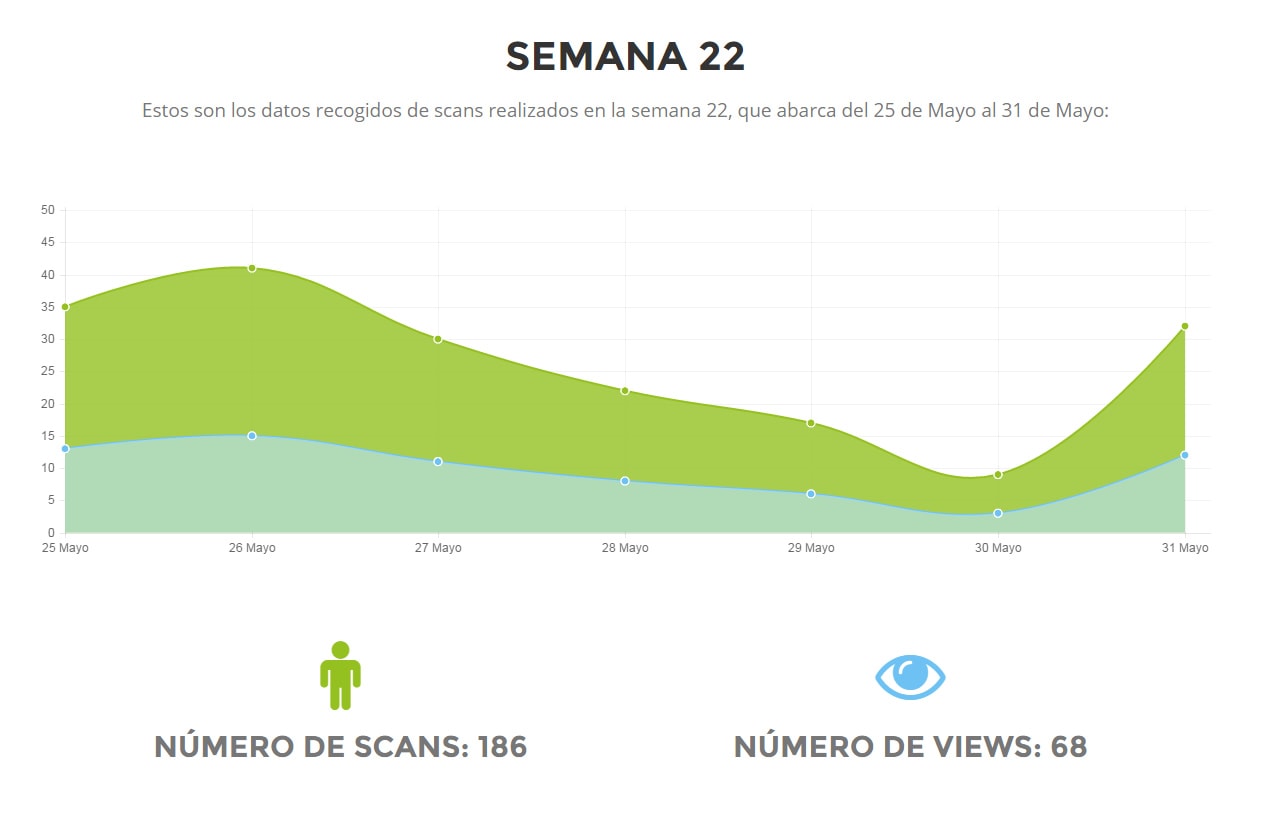 SEMANA 22
Estos son los datos recogidos de scans realizados en la semana 22, que abarca del 25 de Mayo al 31 de Mayo:
50
45
40
35
30
25
20
15
10
5
0
25 Mayo 26 Mayo 27 Mayo 28 Mayo 29 Mayo 30 Mayo 31 Mayo
NÚMERO DE SCANS: 186 NÚMERO DE VIEWS: 68